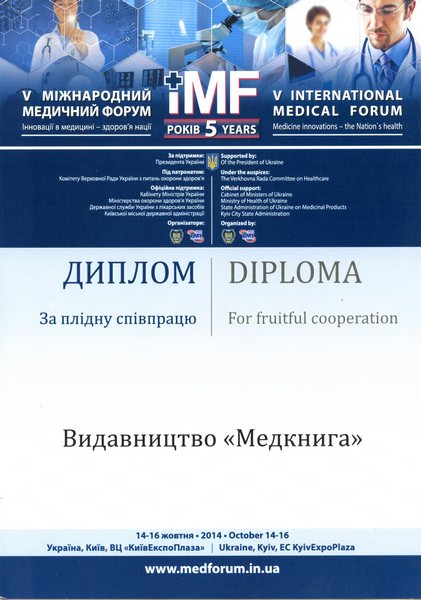 V МІЖНАРОДНИЙ
МЕДИЧНИЙ ФОРУМ
Інновації в медицині – здоров'я нації
iMF
РОКІВ 5 YEARS
V INTERNATIONAL
MEDICAL FORUM
Medicine innovations – the Nation`s health
За підтримки:
Президента України
Під патронатом:
Комітету Верховної Ради України з питань охорони здоров'я
Офіційна підтримка:
Кабінету Міністрів України
Міністерства охорони здоров'я України
Державної служби України з лікарських засобів
Київської міської державної адміністрації
Організатори:
Supported by:
Of the President of Ukraine
Under the auspices:
The Verkhovna Rada Committee on Healthcare
Official support:
Cabinet of Ministers of Ukraine
Ministry of Health of Ukraine
State Administration of Ukraine on Medicinal Products
Kyiv City State Administration
Organized by:
ДИПЛОМ
За плідну співпрацю
DIPLOMA
For fruitful cooperation
Видавництво «Медкнига»
14-16 жовтня • 2014 • October 14-16
Україна, Київ, ВЦ «КиївЕкспоПлаза» | Ukraine, Kyiv, EC KyivExpoPlaza
www.medforum.in.ua